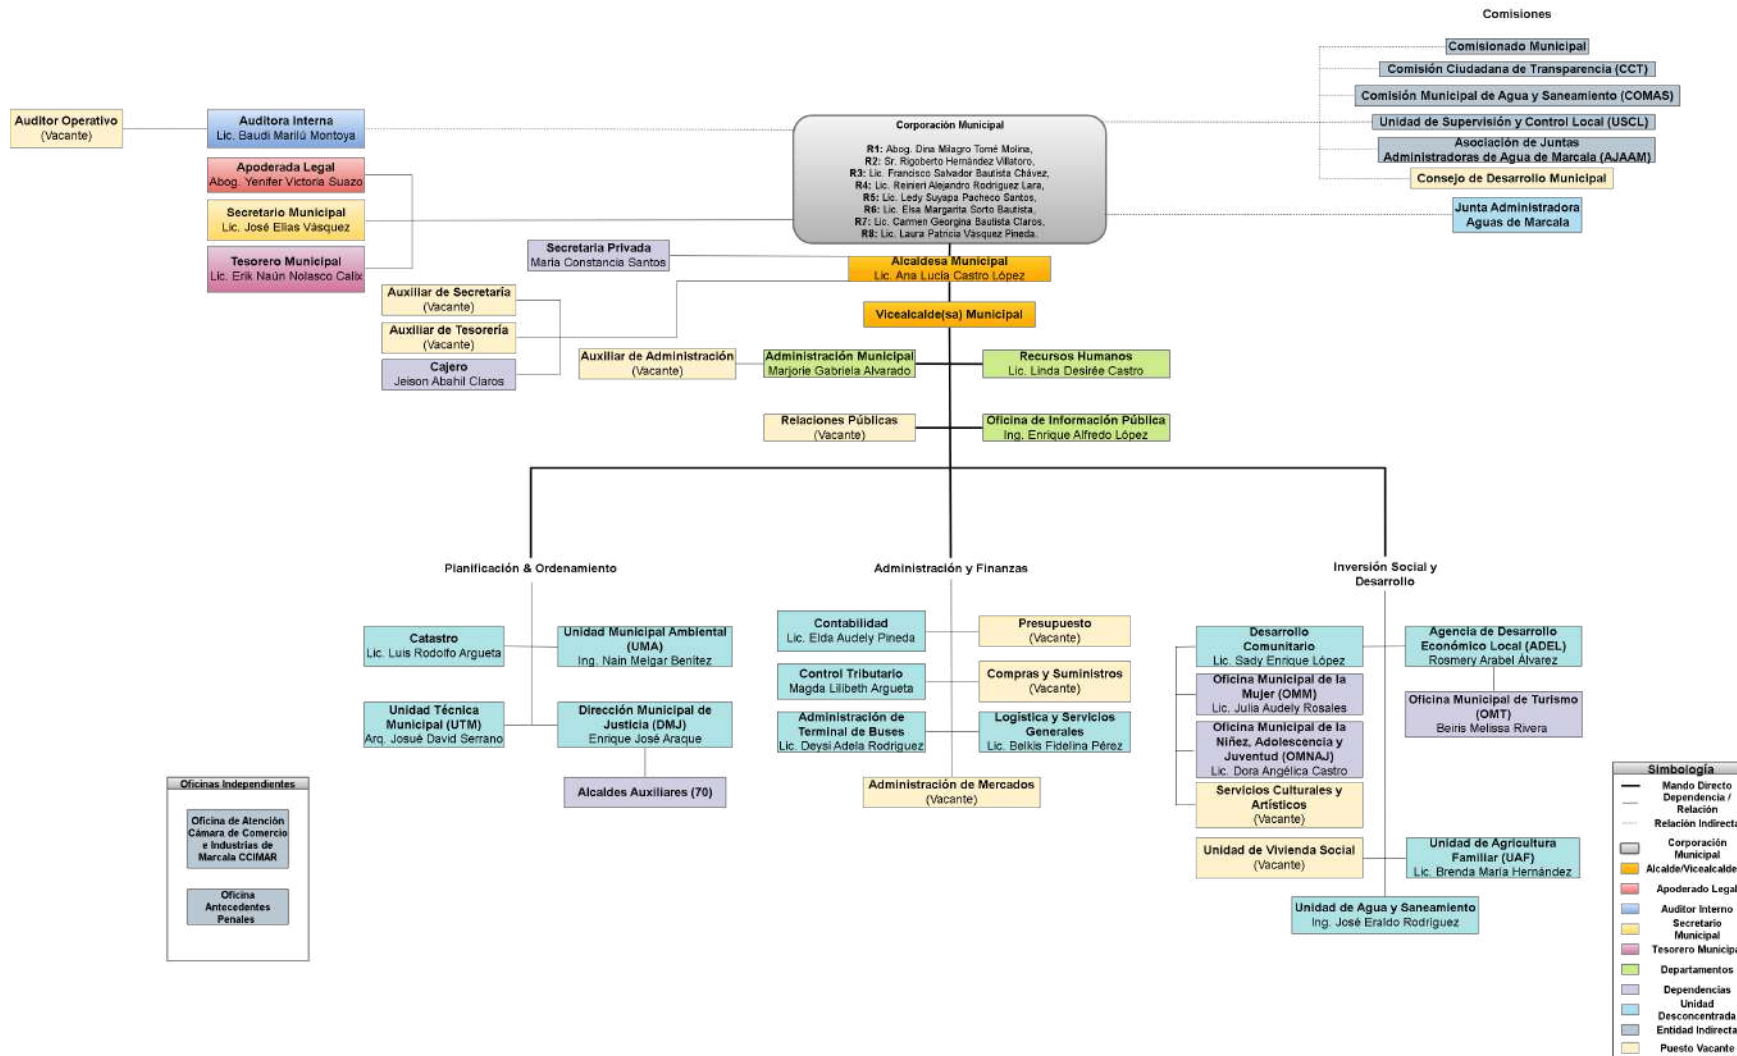 Comisiones
Comisionado Municipal
Comisión Ciudadana de Transparencia (CCT)
Comisión Municipal de Agua y Saneamiento (COMAS)
Unidad de Supervisión y Control Local (USCL)
Asociación de Juntas
Administradoras de Agua de Marcala (AJAAM)
Consejo de Desarrollo Municipal
Junta Administradora
Aguas de Marcala
Auditor Operativo
(Vacante)
Auditora Interna
Lic. Baudi Marilú Montoya
Apoderada Legal
Abog. Yenifer Victoria Suazo
Secretario Municipal
Lic. José Elías Vásquez
Tesorero Municipal
Lic. Erik Naún Nolasco Calix
Corporación Municipal
R1: Abog. Dina Milagro Tomé Molina,
R2: Sr. Rigoberto Hernández Villatoro,
R3: Lic. Francisco Salvador Bautista Chávez,
R4: Lic. Reinieri Alejandro Rodríguez Lara,
R5: Lic. Ledy Suyapa Pacheco Santos,
R6: Lic. Elsa Margarita Sorto Bautista,
R7: Lic. Carmen Georgina Bautista Claros,
R8: Lic. Laura Patricia Vásquez Pineda.
Secretaria Privada
María Constancia Santos
Alcaldesa Municipal
Lic. Ana Lucía Castro López
Auxiliar de Secretaría
(Vacante)
Auxiliar de Tesorería
(Vacante)
Cajero
Jeison Abahil Claros
Vicealcalde(sa) Municipal
Auxiliar de Administración
(Vacante)
Administración Municipal
Marjorie Gabriela Alvarado
Recursos Humanos
Lic. Linda Desirée Castro
Relaciones Públicas
(Vacante)
Oficina de Información Pública
Ing. Enrique Alfredo López
Planificación & Ordenamiento
Catastro
Lic. Luis Rodolfo Argueta
Unidad Municipal Ambiental
(UMA)
Ing. Nain Melgar Benítez
Unidad Técnica
Municipal (UTM)
Arq. Josué David Serrano
Dirección Municipal de
Justicia (DMJ)
Enrique José Araque
Alcaldes Auxiliares (70)
Administración y Finanzas
Contabilidad
Lic. Elda Audely Pineda
Presupuesto
(Vacante)
Control Tributario
Magda Lilibeth Argueta
Compras y Suministros
(Vacante)
Administración de
Terminal de Buses
Lic. Deysi Adela Rodríguez
Logística y Servicios
Generales
Lic. Belkis Fidelina Pérez
Administración de Mercados
(Vacante)
Inversión Social y
Desarrollo
Desarrollo
Comunitario
Lic. Sady Enrique López
Agencia de Desarrollo
Económico Local (ADEL)
Rosmery Arabel Álvarez
Oficina Municipal de la
Mujer (OMM)
Lic. Julia Audely Rosales
Oficina Municipal de Turismo
(OMT)
Beiris Melissa Rivera
Oficina Municipal de la
Niñez, Adolescencia y
Juventud (OMNAJ)
Lic. Dora Angélica Castro
Servicios Culturales y
Artísticos
(Vacante)
Unidad de Vivienda Social
(Vacante)
Unidad de Agricultura
Familiar (UAF)
Lic. Brenda María Hernández
Unidad de Agua y Saneamiento
Ing. José Eraldo Rodríguez
Oficinas Independientes
Oficina de Atención
Cámara de Comercio
e Industrias de
Marcala CCIMAR
Oficina
Antecedentes
Penales
Simbología
Mando Directo
Dependencia /
Relación
Relación Indirecta
Corporación
Municipal
Alcalde/Vicealcalde
Apoderado Legal
Auditor Interno
Secretario
Municipal
Tesorero Municipa
Departamentos
Dependencias
Unidad
Desconcentrada
Entidad Indirecta
Puesto Vacante